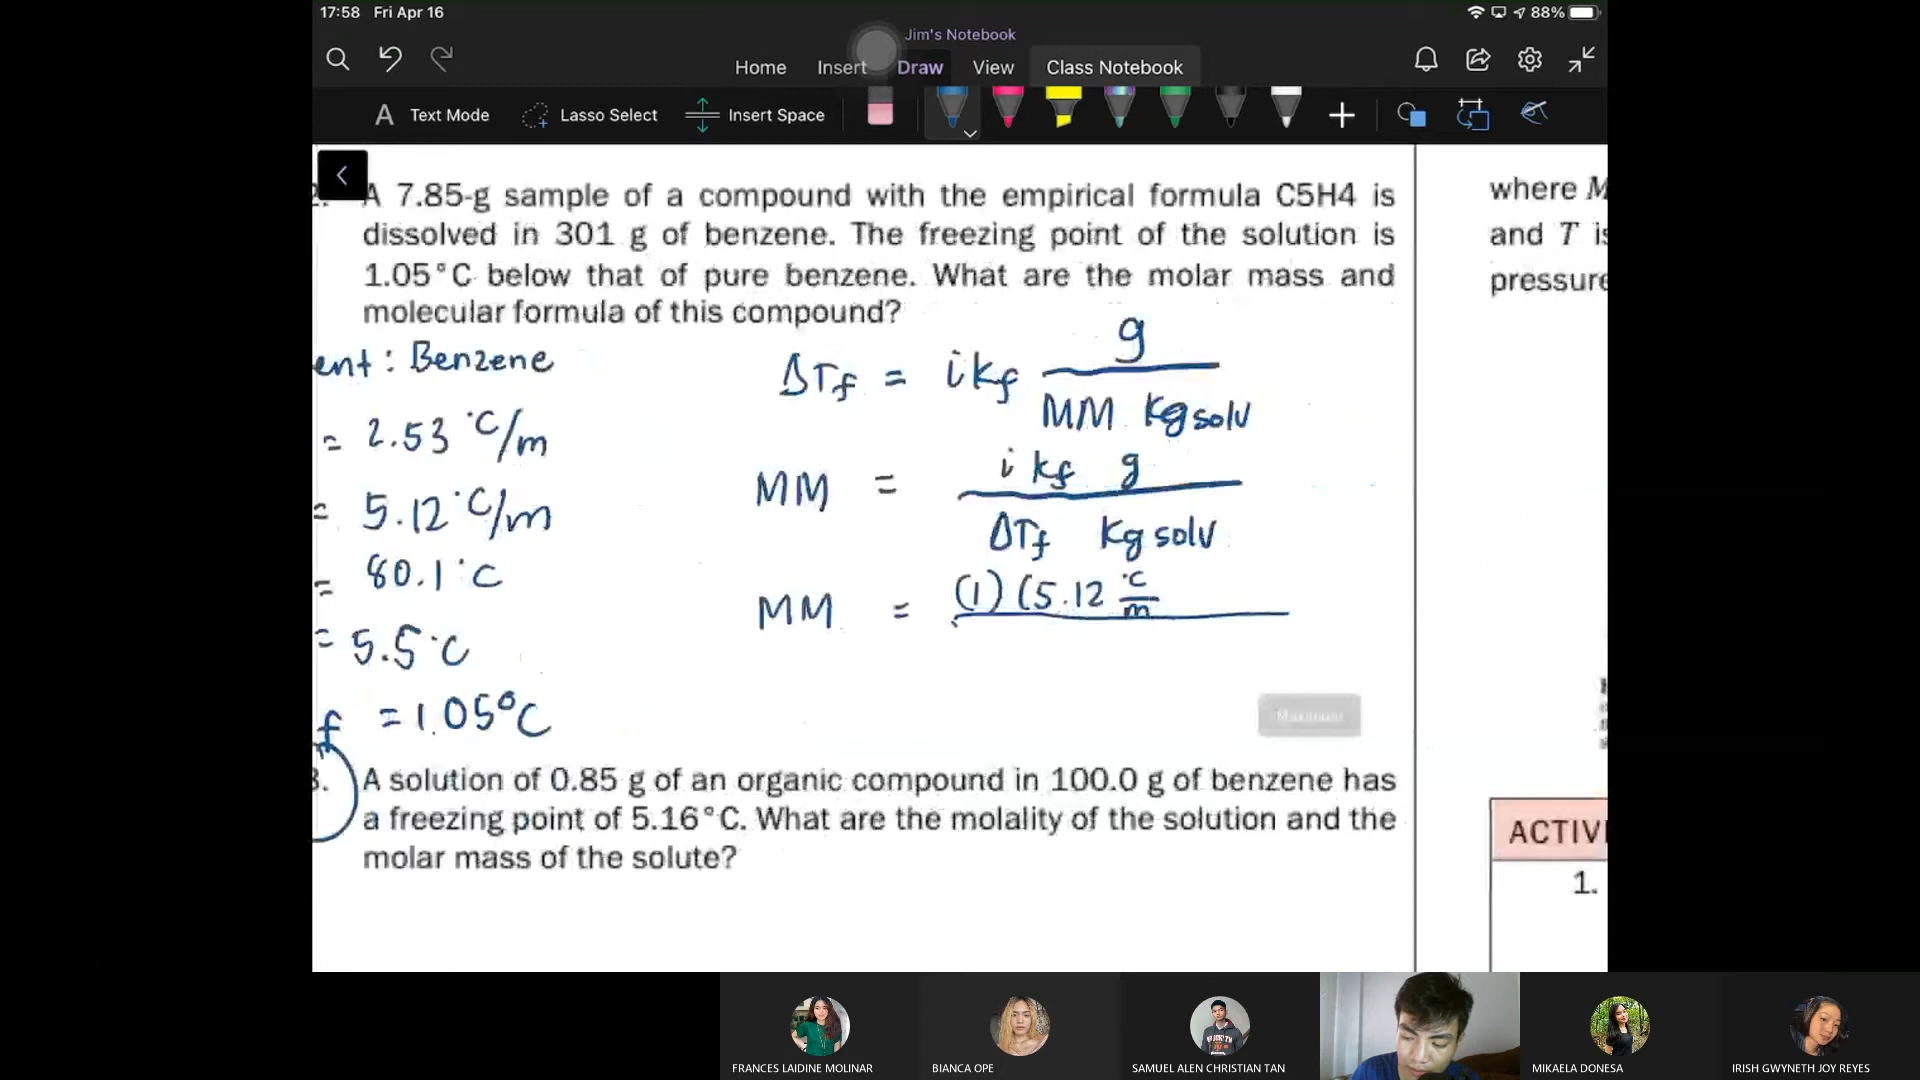 17:58 Fri Apr 16 88%
Jim's Notebook
Home Insert Draw View Class Notebook
A Text Mode Lasso Select Insert Space
A 7.85-g sample of a compound with the empirical formula C5H4 is
dissolved in 301 g of benzene. The freezing point of the solution is
1.05°C below that of pure benzene. What are the molar mass and
molecular formula of this compound?
ent : Benzene
= 2.53 °C/m
= 5.12 °C/m
= 80.1 °C
= 5.5 °C
f = 1.05°C
ΔTf = i kf g
MM kg solv
MM = i kf g
ΔTf kg solv
MM = (1) (5.12 °C
m
3. A solution of 0.85 g of an organic compound in 100.0 g of benzene has
a freezing point of 5.16°C. What are the molality of the solution and the
molar mass of the solute?
where M
and T is
pressure
ACTIVI
1.
FRANCES LAIDINE MOLINAR
BIANCA OPE
SAMUEL ALEN CHRISTIAN TAN
MIKAELA DONESA
IRISH GWYNETH JOY REYES